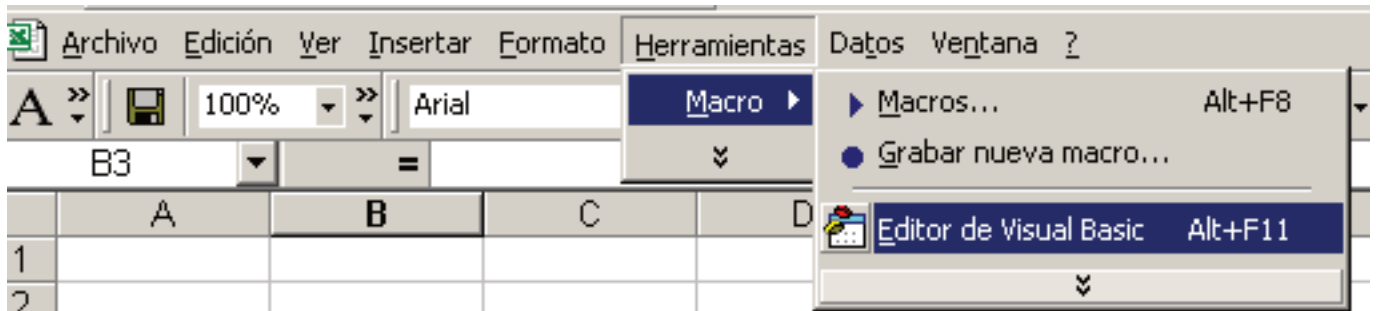 Archivo Edición Ver Insertar Formato Herramientas Datos Ventana ?
A 100% Arial Macro Macros... Alt+F8
B3 = Grabar nueva macro...
A B C D Editor de Visual Basic Alt+F11
1
2